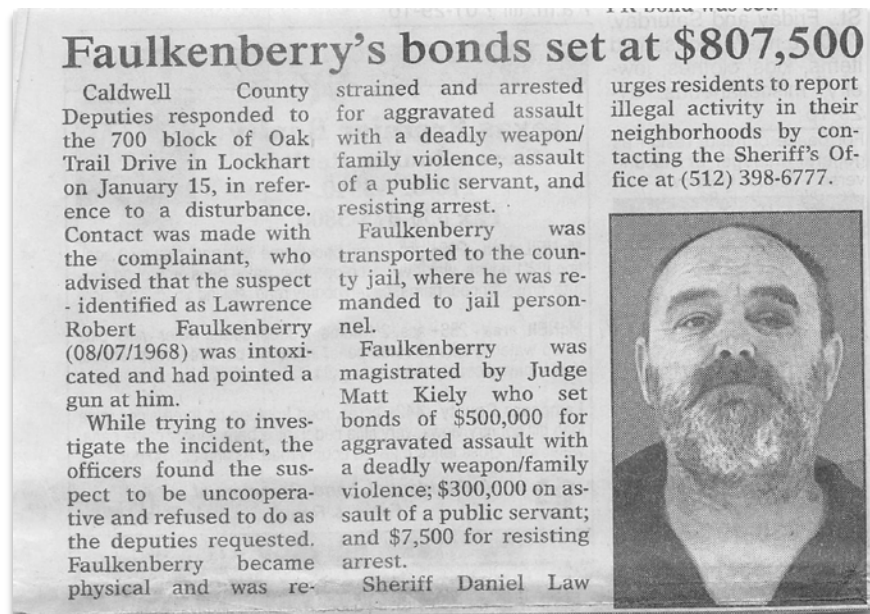 Faulkenberry's bonds set at $807,500
Caldwell County
Deputies responded to
the 700 block of Oak
Trail Drive in Lockhart
on January 15, in refer-
ence to a disturbance.
Contact was made with
the complainant, who
advised that the suspect
- identified as Lawrence
Robert Faulkenberry
(08/07/1968) was intoxi-
cated and had pointed a
gun at him.
While trying to inves-
tigate the incident, the
officers found the sus-
pect to be uncoopera-
tive and refused to do as
the deputies requested.
Faulkenberry became
physical and was re-
strained and arrested
for aggravated assault
with a deadly weapon/
family violence, assault
of a public servant, and
resisting arrest.
Faulkenberry was
transported to the coun-
ty jail, where he was re-
manded to jail person-
nel.
Faulkenberry was
magistrated by Judge
Matt Kiely who set
bonds of $500,000 for
aggravated assault with
a deadly weapon/family
violence; $300,000 on as-
sault of a public servant;
and $7,500 for resisting
arrest.
Sheriff Daniel Law
urges residents to report
illegal activity in their
neighborhoods by con-
tacting the Sheriff's Of-
fice at (512) 398-6777.